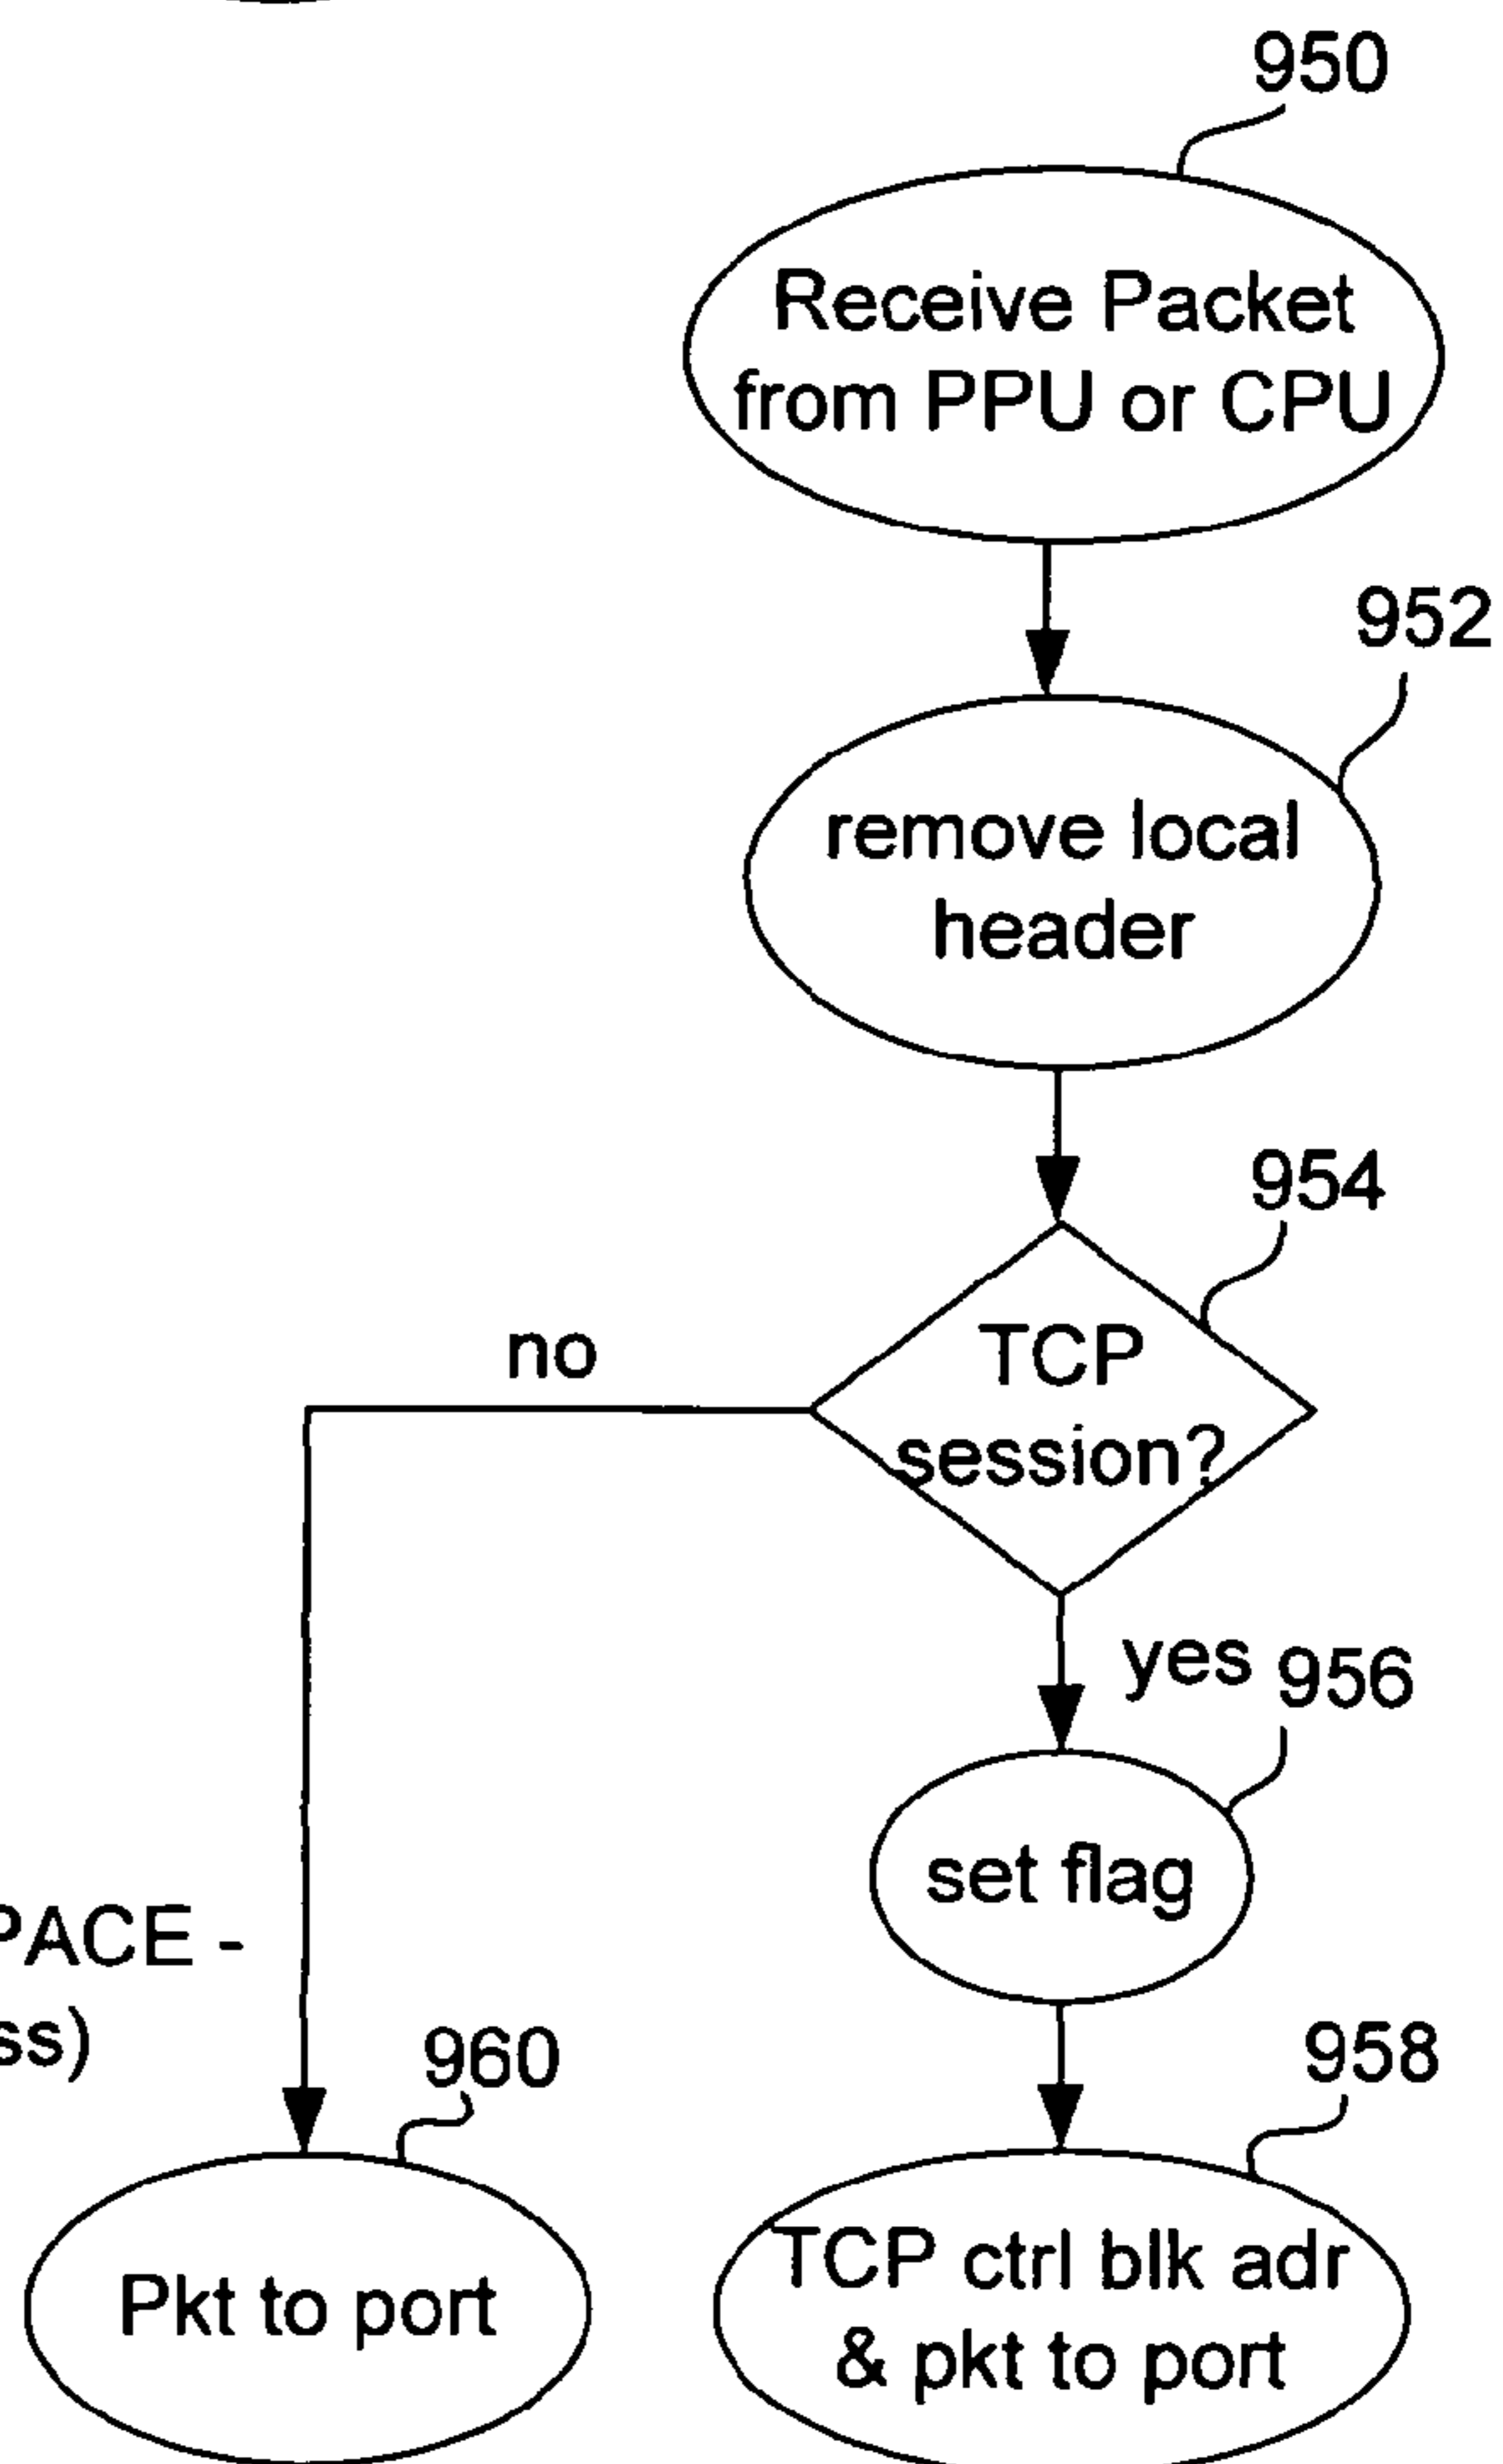 950
Receive Packet
from PPU or CPU
952
remove local
header
954
TCP
session?
no
yes
956
set flag
PACE -
ss)
960
958
Pkt to port
TCP ctrl blk adr
& pkt to port